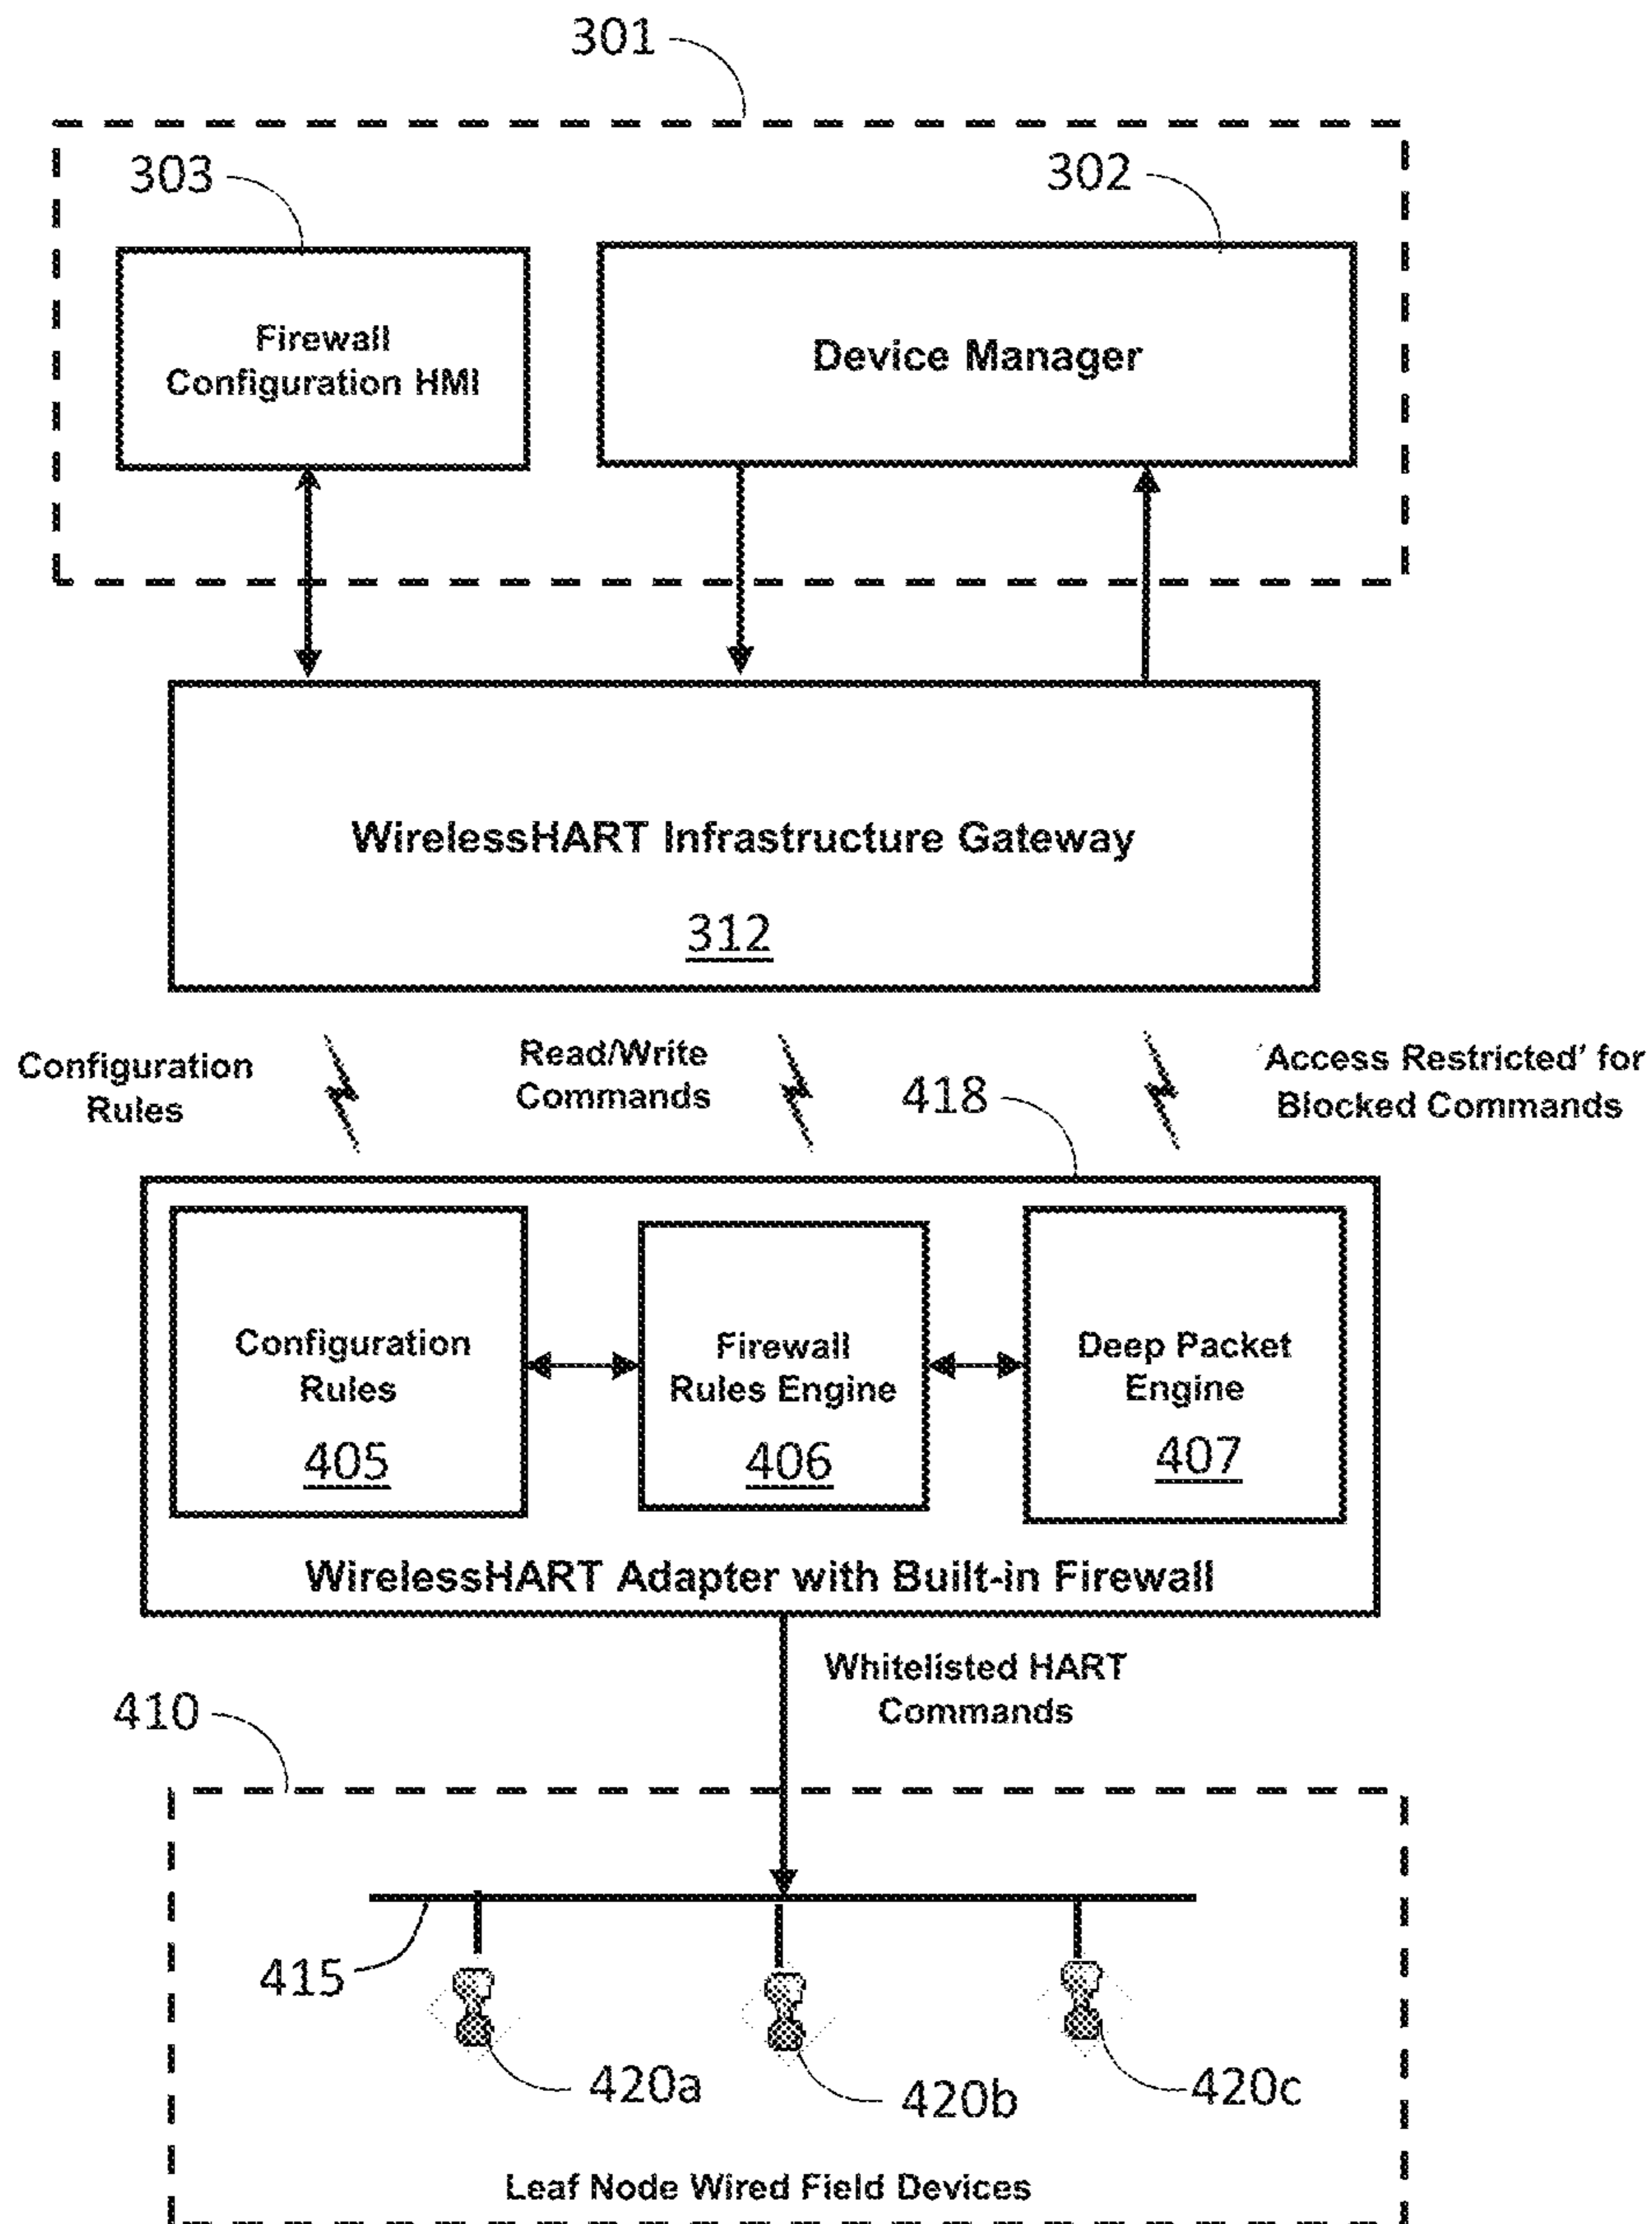 301
303
302
Firewall
Configuration HMI
Device Manager
WirelessHART Infrastructure Gateway
312
Configuration
Rules
Read/Write
Commands
418
'Access Restricted' for
Blocked Commands
Configuration
Rules
405
Firewall
Rules Engine
406
Deep Packet
Engine
407
WirelessHART Adapter with Built-in Firewall
Whitelisted HART
Commands
410
415
420a
420b
420c
Leaf Node Wired Field Devices